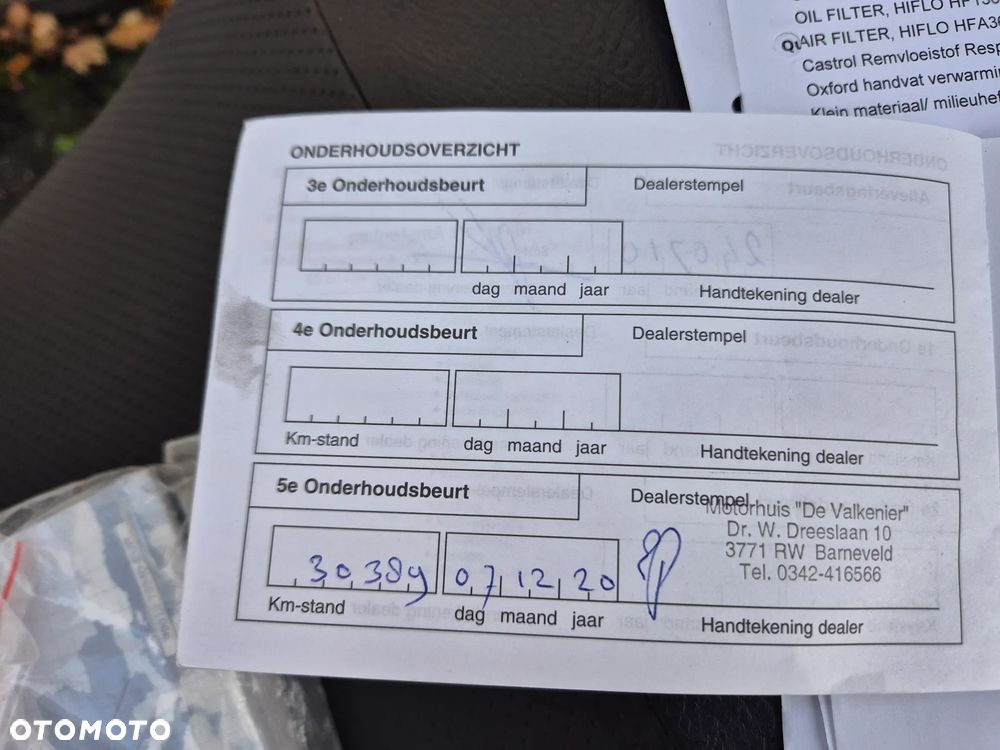 OIL FILTER, HIFLO
AIR FILTER, HIFLO
Castrol Remvloeistof
Oxford handvat
Klein materiaal/
ONDERHOUDSOVERZICHT
3e Onderhoudsbeurt
Dealerstempel
dag maand jaar
Handtekening dealer
4e Onderhoudsbeurt
Dealerstempel
Km-stand
dag maand jaar
Handtekening dealer
5e Onderhoudsbeurt
Dealerstempel
Motorhuis "De Valkenier"
Dr. W. Dreeslaan 10
3771 RW Barneveld
Tel. 0342-416566
30389
07 12 20
Km-stand
dag maand jaar
Handtekening dealer
OTOMOTO